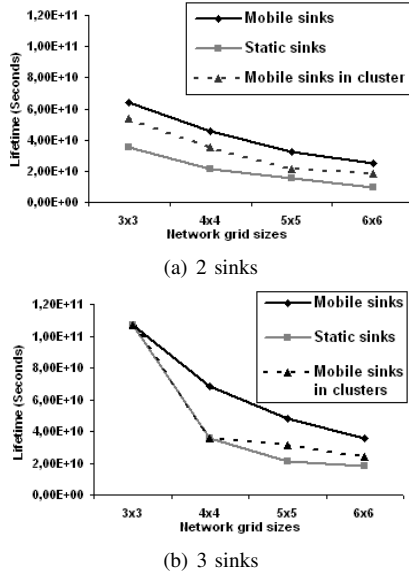 1,20E+11
1,00E+11
8,00E+10
6,00E+10
4,00E+10
2,00E+10
0,00E+00
Lifetime (Seconds)
Mobile sinks
Static sinks
Mobile sinks in cluster
3x3 4x4 5x5 6x6
Network grid sizes
(a) 2 sinks
1,20E+11
1,00E+11
8,00E+10
6,00E+10
4,00E+10
2,00E+10
0,00E+00
Lifetime (Seconds)
Mobile sinks
Static sinks
Mobile sinks
in clusters
3x3 4x4 5x5 6x6
Network grid sizes
(b) 3 sinks